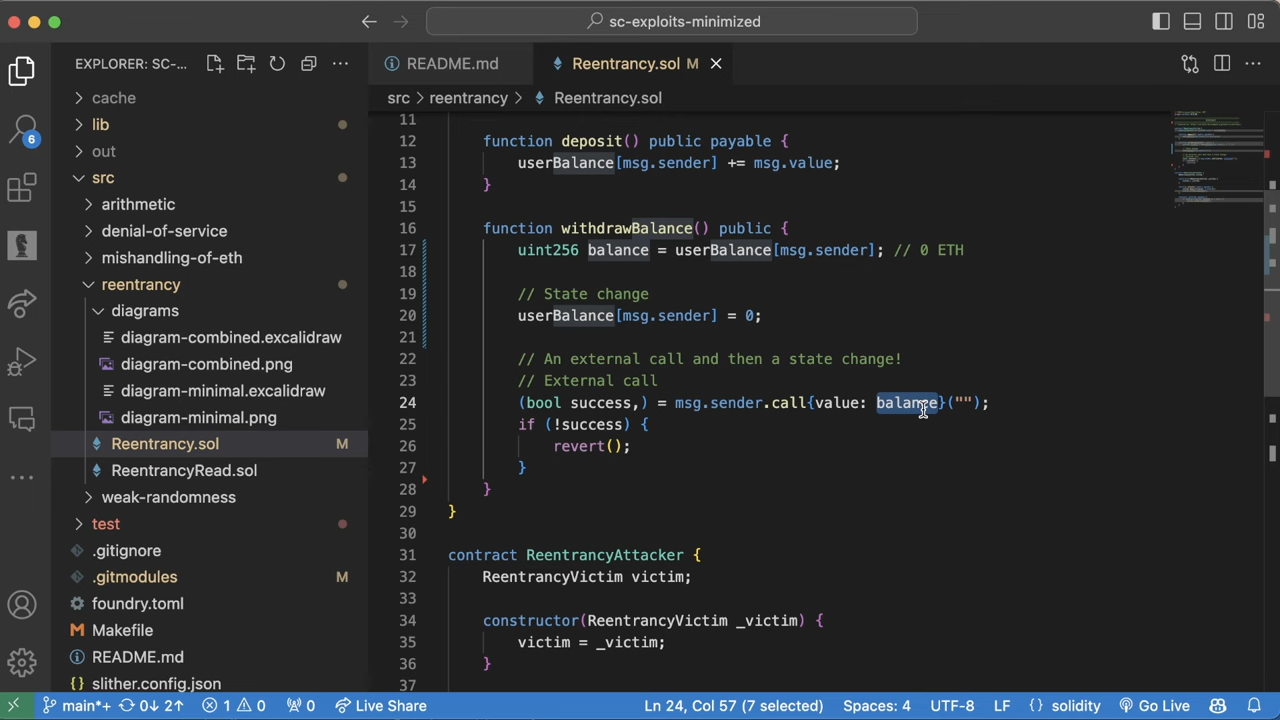 sc-exploits-minimized
EXPLORER: SC-...
README.md
Reentrancy.sol M
src > reentrancy > Reentrancy.sol
cache
lib
out
src
arithmetic
denial-of-service
mishandling-of-eth
reentrancy
diagrams
diagram-combined.excalidraw
diagram-combined.png
diagram-minimal.excalidraw
diagram-minimal.png
Reentrancy.sol M
ReentrancyRead.sol
weak-randomness
test
.gitignore
.gitmodules M
foundry.toml
Makefile
README.md
slither.config.json
6
11
12 function deposit() public payable {
13 userBalance[msg.sender] += msg.value;
14 }
15
16 function withdrawBalance() public {
17 uint256 balance = userBalance[msg.sender]; // 0 ETH
18
19 // State change
20 userBalance[msg.sender] = 0;
21
22 // An external call and then a state change!
23 // External call
24 (bool success,) = msg.sender.call{value: balance}("");
25 if (!success) {
26 revert();
27 }
28 }
29 }
30
31 contract ReentrancyAttacker {
32 ReentrancyVictim victim;
33
34 constructor(ReentrancyVictim _victim) {
35 victim = _victim;
36 }
37
main*+ 0↓ 2↑ 1 0 0 Live Share Ln 24, Col 57 (7 selected) Spaces: 4 UTF-8 LF {} solidity Go Live